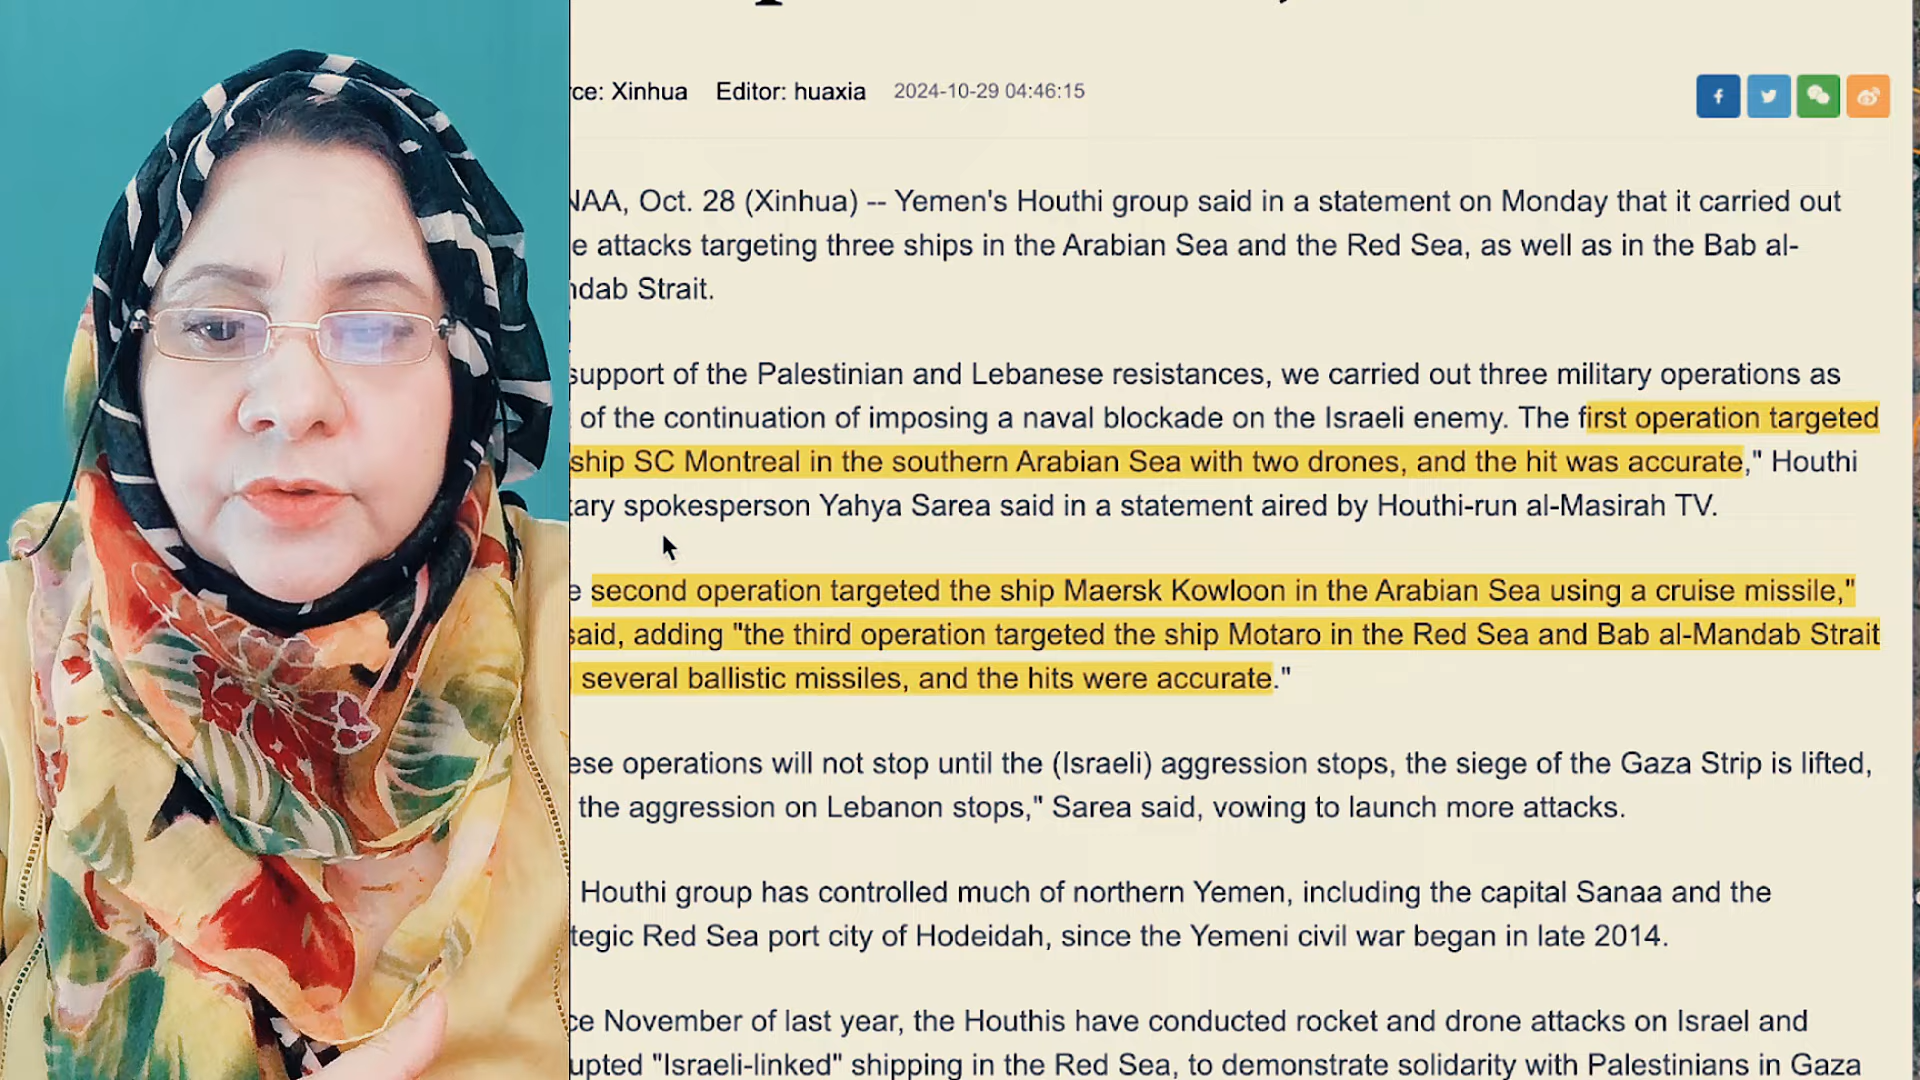 rce: Xinhua Editor: huaxia 2024-10-29 04:46:15
NAA, Oct. 28 (Xinhua) -- Yemen's Houthi group said in a statement on Monday that it carried out
e attacks targeting three ships in the Arabian Sea and the Red Sea, as well as in the Bab al-
ndab Strait.
support of the Palestinian and Lebanese resistances, we carried out three military operations as
of the continuation of imposing a naval blockade on the Israeli enemy. The first operation targeted
ship SC Montreal in the southern Arabian Sea with two drones, and the hit was accurate," Houthi
tary spokesperson Yahya Sarea said in a statement aired by Houthi-run al-Masirah TV.
e second operation targeted the ship Maersk Kowloon in the Arabian Sea using a cruise missile,"
said, adding "the third operation targeted the ship Motaro in the Red Sea and Bab al-Mandab Strait
several ballistic missiles, and the hits were accurate."
ese operations will not stop until the (Israeli) aggression stops, the siege of the Gaza Strip is lifted,
the aggression on Lebanon stops," Sarea said, vowing to launch more attacks.
Houthi group has controlled much of northern Yemen, including the capital Sanaa and the
tegic Red Sea port city of Hodeidah, since the Yemeni civil war began in late 2014.
ce November of last year, the Houthis have conducted rocket and drone attacks on Israel and
upted "Israeli-linked" shipping in the Red Sea, to demonstrate solidarity with Palestinians in Gaza